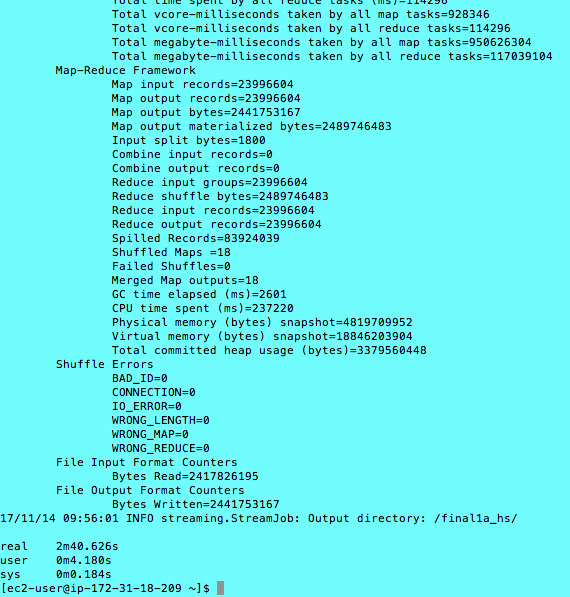 Total time spent by all reduce tasks (ms)=114296
Total vcore-milliseconds taken by all map tasks=928346
Total vcore-milliseconds taken by all reduce tasks=114296
Total megabyte-milliseconds taken by all map tasks=950626304
Total megabyte-milliseconds taken by all reduce tasks=117039104
Map-Reduce Framework
Map input records=23996604
Map output records=23996604
Map output bytes=2441753167
Map output materialized bytes=2489746483
Input split bytes=1800
Combine input records=0
Combine output records=0
Reduce input groups=23996604
Reduce shuffle bytes=2489746483
Reduce input records=23996604
Reduce output records=23996604
Spilled Records=83924039
Shuffled Maps =18
Failed Shuffles=0
Merged Map outputs=18
GC time elapsed (ms)=2601
CPU time spent (ms)=237220
Physical memory (bytes) snapshot=4819709952
Virtual memory (bytes) snapshot=18846203904
Total committed heap usage (bytes)=3379560448
Shuffle Errors
BAD_ID=0
CONNECTION=0
IO_ERROR=0
WRONG_LENGTH=0
WRONG_MAP=0
WRONG_REDUCE=0
File Input Format Counters
Bytes Read=2417826195
File Output Format Counters
Bytes Written=2441753167
17/11/14 09:56:01 INFO streaming.StreamJob: Output directory: /final1a_hs/
real 2m40.626s
user 0m4.180s
sys 0m0.184s
[ec2-user@ip-172-31-18-209 ~]$